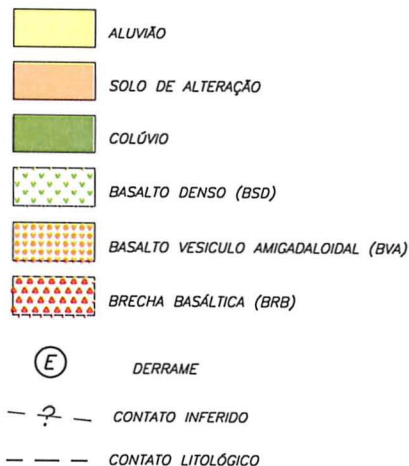 ALUVIÃO
SOLO DE ALTERAÇÃO
COLÚVIO
BASALTO DENSO (BSD)
BASALTO VESICULO AMIGADALOIDAL (BVA)
BRECHA BASÁLTICA (BRB)
E DERRAME
? CONTATO INFERIDO
CONTATO LITOLÓGICO